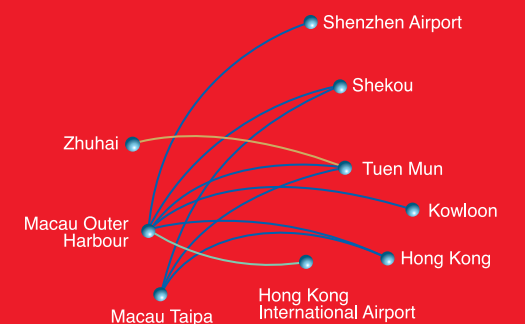 Shenzhen Airport
Shekou
Zhuhai
Tuen Mun
Kowloon
Macau Outer
Harbour
Hong Kong
Hong Kong
International Airport
Macau Taipa